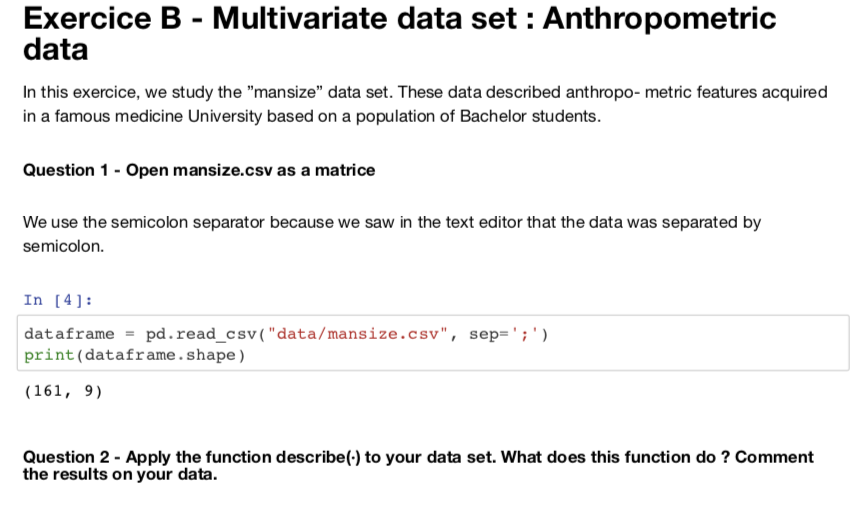 Exercice B - Multivariate data set : Anthropometric
data
In this exercice, we study the ”mansize” data set. These data described anthropo- metric features acquired
in a famous medicine University based on a population of Bachelor students.
Question 1 - Open mansize.csv as a matrice
We use the semicolon separator because we saw in the text editor that the data was separated by
semicolon.
In [4]:
dataframe = pd.read_csv("data/mansize.csv", sep=';')
print(dataframe.shape)
(161, 9)
Question 2 - Apply the function describe(·) to your data set. What does this function do ? Comment
the results on your data.